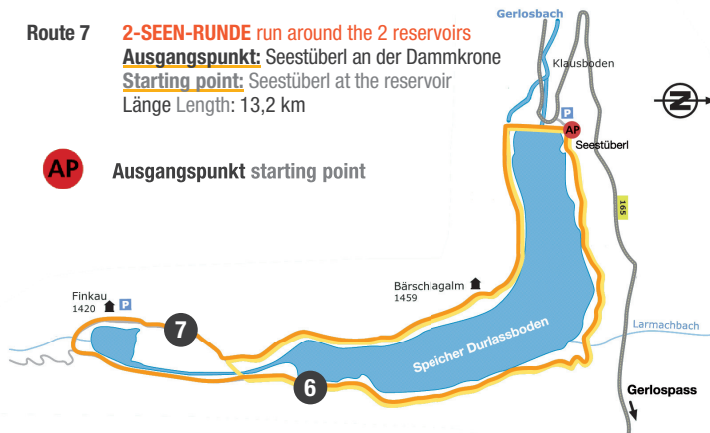 Route 7
2-SEEN-RUNDE run around the 2 reservoirs
Ausgangspunkt: Seestüberl an der Dammkrone
Starting point: Seestüberl at the reservoir
Länge Length: 13,2 km
AP
Ausgangspunkt starting point
Gerlosbach
Klausboden
P
AP
Seestüberl
N
165
Bärschlagalm
1459
Finkau
1420
P
7
Speicher Durlassboden
Larmachbach
6
Gerlospass